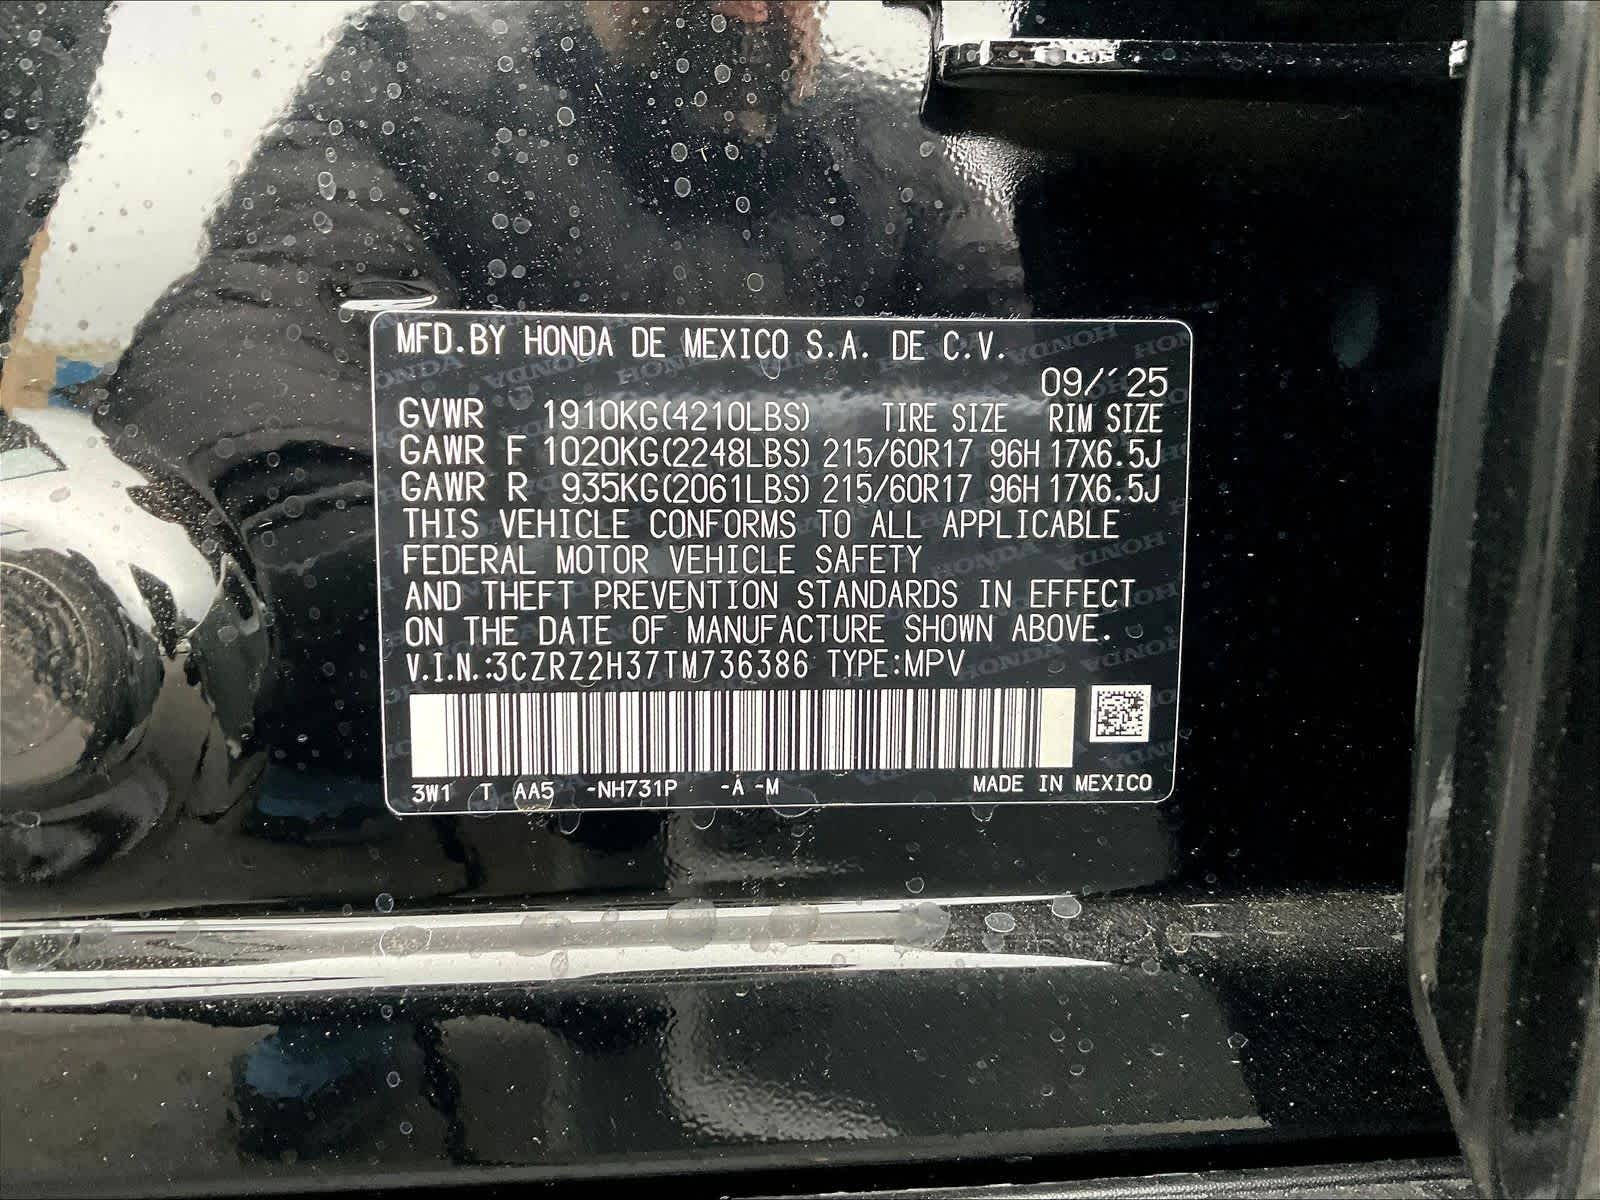 MFD.BY HONDA DE MEXICO S.A. DE C.V.
09/´25
GVWR 1910KG(4210LBS) TIRE SIZE RIM SIZE
GAWR F 1020KG(2248LBS) 215/60R17 96H 17X6.5J
GAWR R 935KG(2061LBS) 215/60R17 96H 17X6.5J
THIS VEHICLE CONFORMS TO ALL APPLICABLE
FEDERAL MOTOR VEHICLE SAFETY
AND THEFT PREVENTION STANDARDS IN EFFECT
ON THE DATE OF MANUFACTURE SHOWN ABOVE.
V.I.N.:3CZRZ2H37TM736386 TYPE:MPV
3W1 T AA5 -NH731P -A -M MADE IN MEXICO